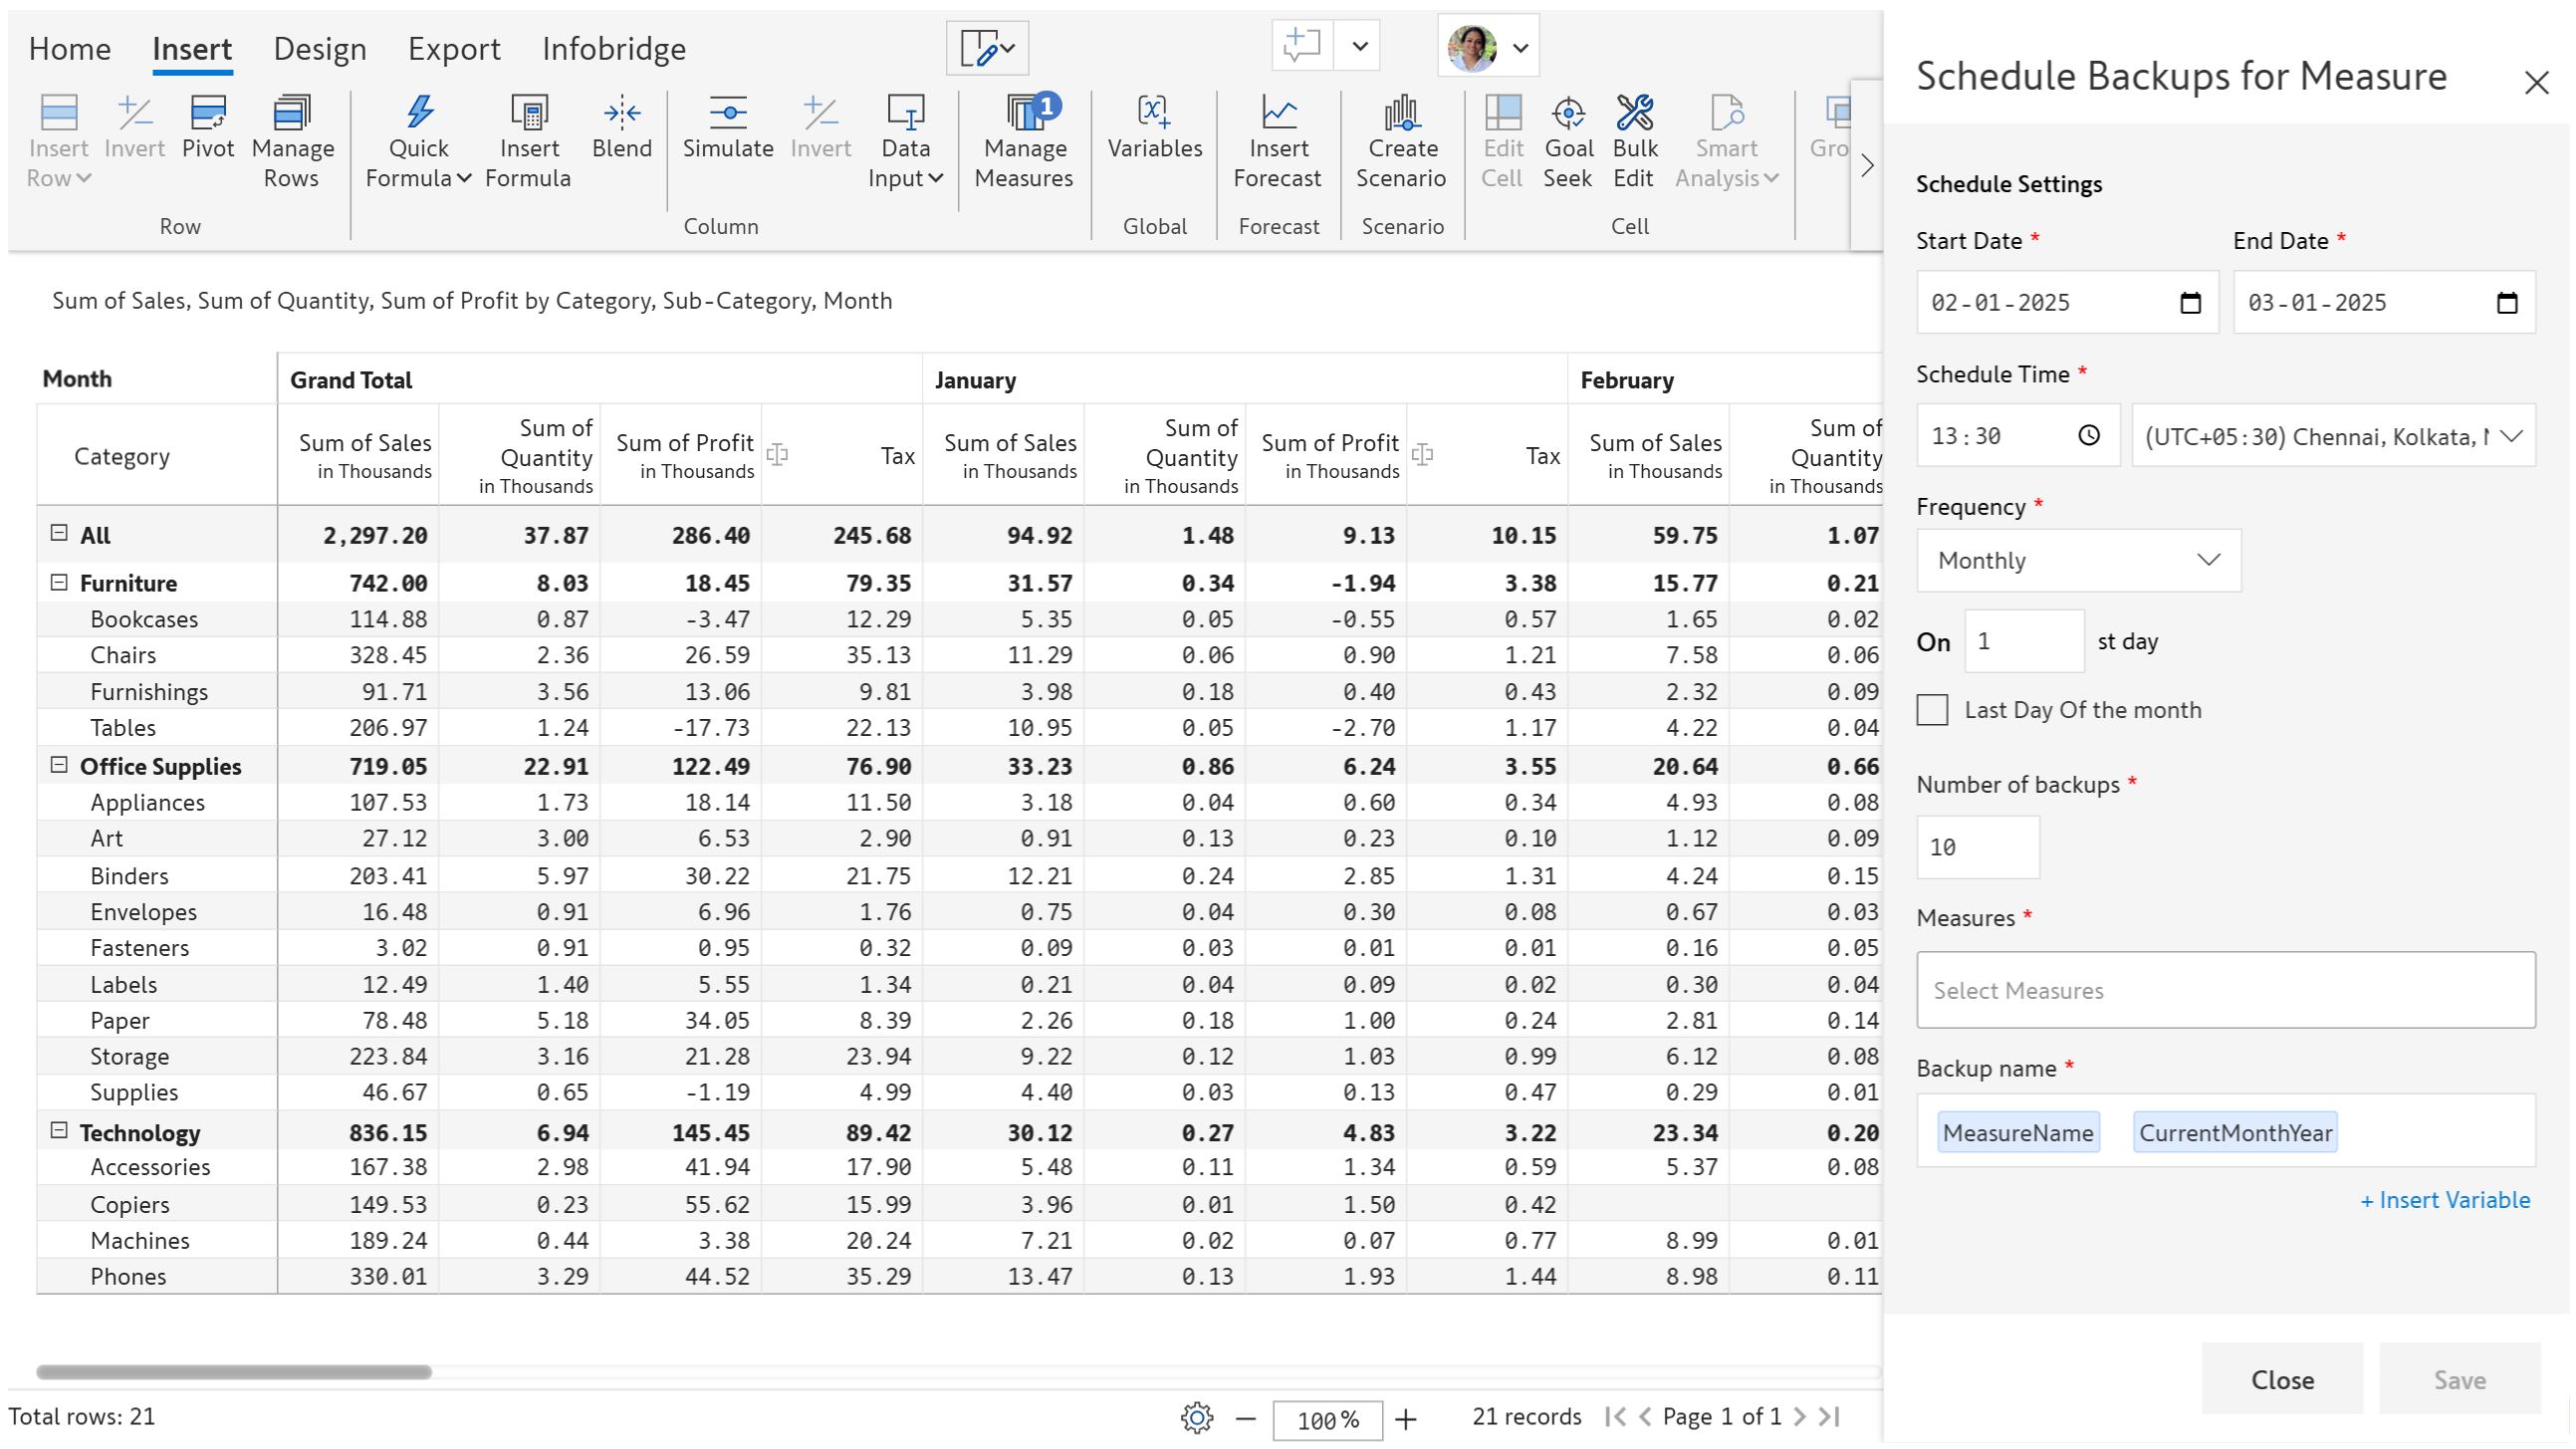 Home Insert Design Export Infobridge
Insert Row Invert Pivot Manage Rows Quick Formula Insert Formula Blend Simulate Invert Data Input Manage Measures 1 Variables Insert Forecast Create Scenario Edit Cell Goal Seek Bulk Edit Smart Analysis Gro
Row Column Global Forecast Scenario Cell
Sum of Sales, Sum of Quantity, Sum of Profit by Category, Sub-Category, Month
Month Grand Total January February
Category Sum of Sales in Thousands Sum of Quantity in Thousands Sum of Profit in Thousands Tax Sum of Sales in Thousands Sum of Quantity in Thousands Sum of Profit in Thousands Tax Sum of Sales in Thousands Sum of Quantity in Thousands
All 2,297.20 37.87 286.40 245.68 94.92 1.48 9.13 10.15 59.75 1.07
Furniture 742.00 8.03 18.45 79.35 31.57 0.34 -1.94 3.38 15.77 0.21
Bookcases 114.88 0.87 -3.47 12.29 5.35 0.05 -0.55 0.57 1.65 0.02
Chairs 328.45 2.36 26.59 35.13 11.29 0.06 0.90 1.21 7.58 0.06
Furnishings 91.71 3.56 13.06 9.81 3.98 0.18 0.40 0.43 2.32 0.09
Tables 206.97 1.24 -17.73 22.13 10.95 0.05 -2.70 1.17 4.22 0.04
Office Supplies 719.05 22.91 122.49 76.90 33.23 0.86 6.24 3.55 20.64 0.66
Appliances 107.53 1.73 18.14 11.50 3.18 0.04 0.60 0.34 4.93 0.08
Art 27.12 3.00 6.53 2.90 0.91 0.13 0.23 0.10 1.12 0.09
Binders 203.41 5.97 30.22 21.75 12.21 0.24 2.85 1.31 4.24 0.15
Envelopes 16.48 0.91 6.96 1.76 0.75 0.04 0.30 0.08 0.67 0.03
Fasteners 3.02 0.91 0.95 0.32 0.09 0.03 0.01 0.01 0.16 0.05
Labels 12.49 1.40 5.55 1.34 0.21 0.04 0.09 0.02 0.30 0.04
Paper 78.48 5.18 34.05 8.39 2.26 0.18 1.00 0.24 2.81 0.14
Storage 223.84 3.16 21.28 23.94 9.22 0.12 1.03 0.99 6.12 0.08
Supplies 46.67 0.65 -1.19 4.99 4.40 0.03 0.13 0.47 0.29 0.01
Technology 836.15 6.94 145.45 89.42 30.12 0.27 4.83 3.22 23.34 0.20
Accessories 167.38 2.98 41.94 17.90 5.48 0.11 1.34 0.59 5.37 0.08
Copiers 149.53 0.23 55.62 15.99 3.96 0.01 1.50 0.42
Machines 189.24 0.44 3.38 20.24 7.21 0.02 0.07 0.77 8.99 0.01
Phones 330.01 3.29 44.52 35.29 13.47 0.13 1.93 1.44 8.98 0.11
Total rows: 21 100% 21 records Page 1 of 1
Schedule Backups for Measure
Schedule Settings
Start Date * End Date *
02-01-2025 03-01-2025
Schedule Time *
13:30 (UTC+05:30) Chennai, Kolkata,
Frequency *
Monthly
On 1 st day
Last Day Of the month
Number of backups *
10
Measures *
Select Measures
Backup name *
MeasureName CurrentMonthYear
+ Insert Variable
Close Save